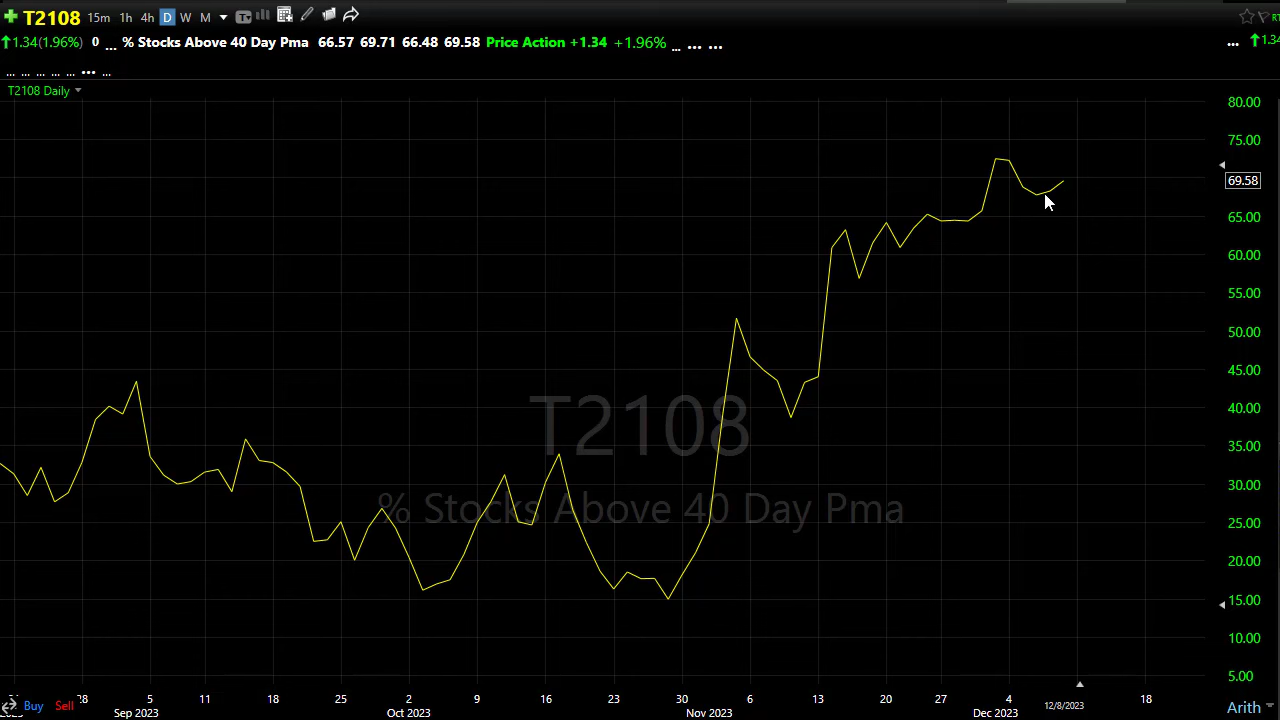 T2108 15m 1h 4h D W M T RT
1.34(1.96%) 0 ... % Stocks Above 40 Day Pma 66.57 69.71 66.48 69.58 Price Action +1.34 +1.96% ... ... ... ... 1.34
... ... ... ... ... ... ...
T2108 Daily
80.00
75.00
69.58
65.00
60.00
55.00
50.00
45.00
40.00
35.00
30.00
25.00
20.00
15.00
10.00
5.00
T2108
% Stocks Above 40 Day Pma
5 11 18 25 2 9 16 23 30 6 13 20 27 4 12/8/2023 18
Buy Sell Sep 2023 Oct 2023 Nov 2023 Dec 2023 Arith